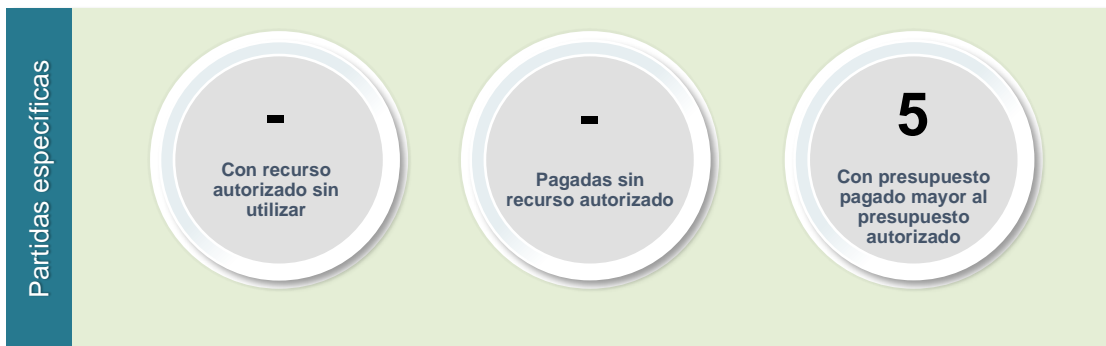 Partidas específicas
-
Con recurso
autorizado sin
utilizar
-
Pagadas sin
recurso autorizado
5
Con presupuesto
pagado mayor al
presupuesto
autorizado